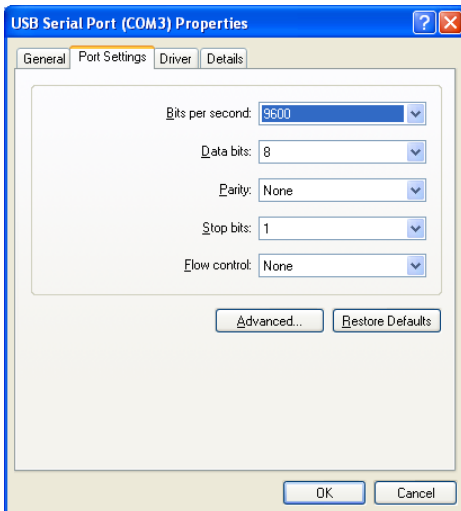 USB Serial Port (COM3) Properties
General Port Settings Driver Details
Bits per second: 9600
Data bits: 8
Parity: None
Stop bits: 1
Flow control: None
Advanced... Restore Defaults
OK Cancel